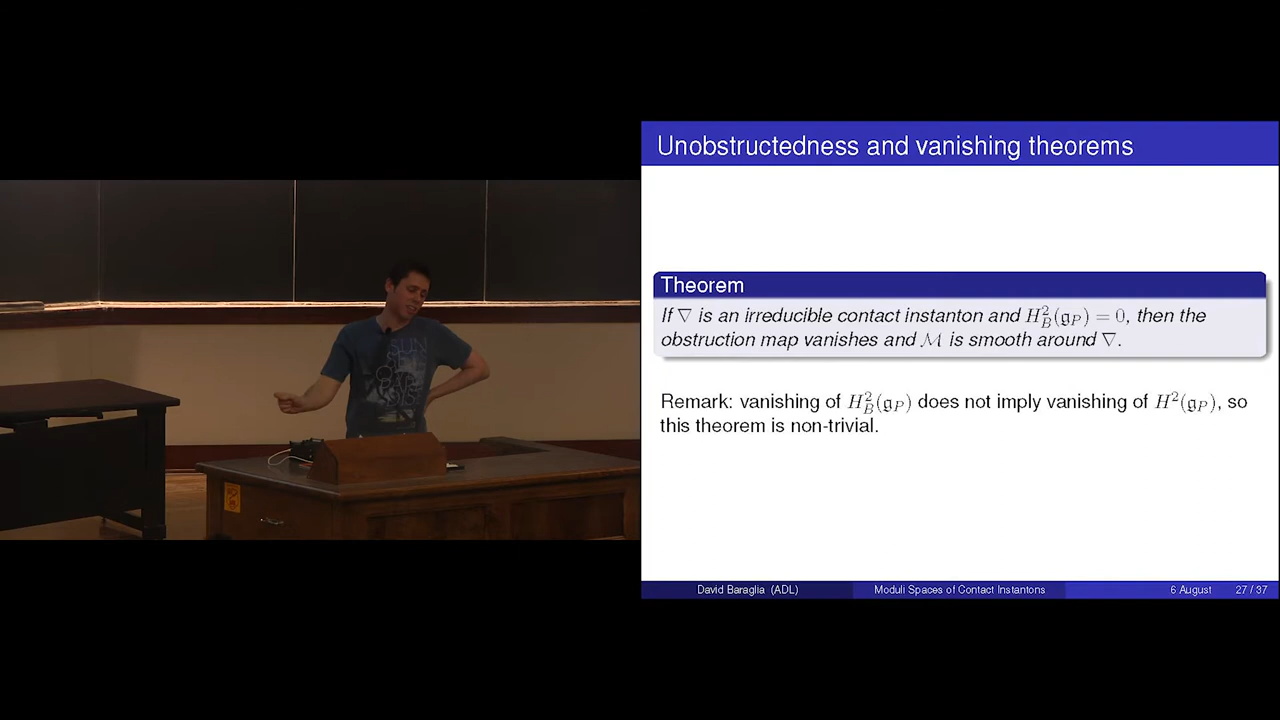 Unobstructedness and vanishing theorems
Theorem
If ∇ is an irreducible contact instanton and H²_B(𝔤_P) = 0, then the
obstruction map vanishes and ℳ is smooth around ∇.
Remark: vanishing of H²_B(𝔤_P) does not imply vanishing of H²(𝔤_P), so
this theorem is non-trivial.
David Baraglia (ADL)
Moduli Spaces of Contact Instantons
6 August
27 / 37
SUN